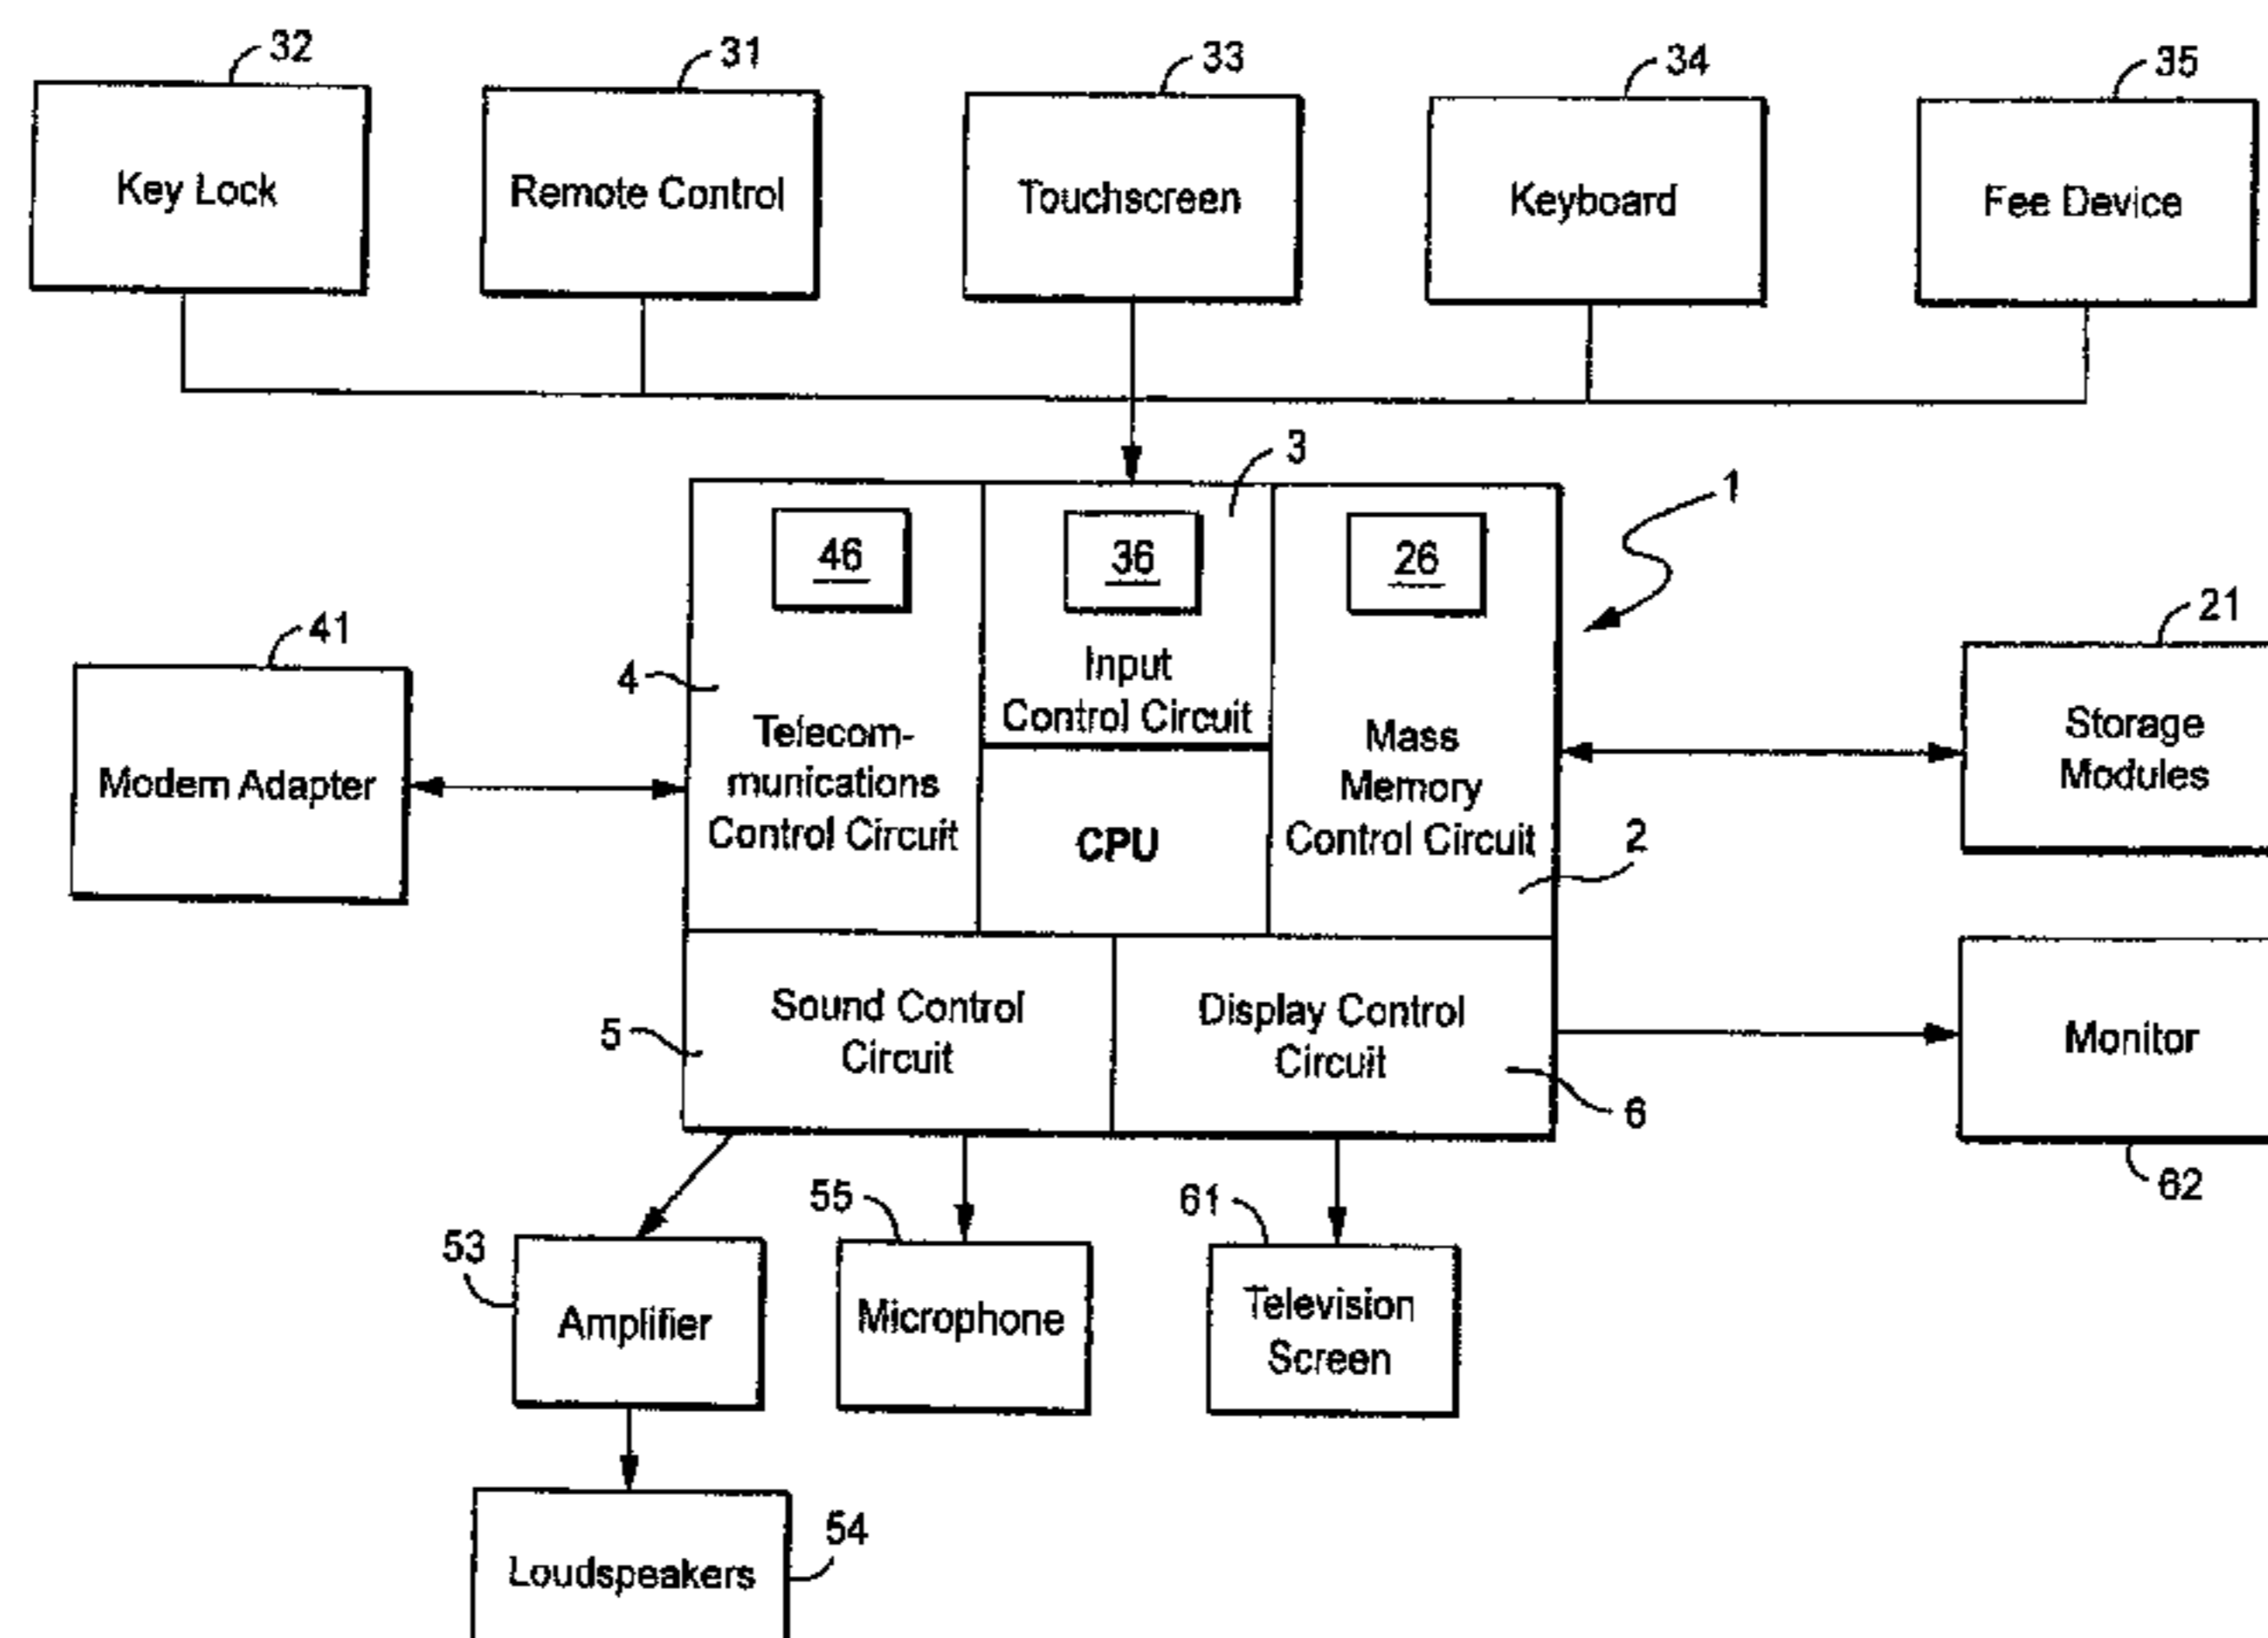 32
31
33
34
35
Key Lock
Remote Control
Touchscreen
Keyboard
Fee Device
3
1
46
36
26
41
4
21
Input
Control Circuit
Telecom-
munications
Control Circuit
Mass
Memory
Control Circuit
Modem Adapter
CPU
2
Storage
Modules
Sound Control
Circuit
Display Control
Circuit
5
6
Monitor
62
53
55
61
Amplifier
Microphone
Television
Screen
54
Loudspeakers